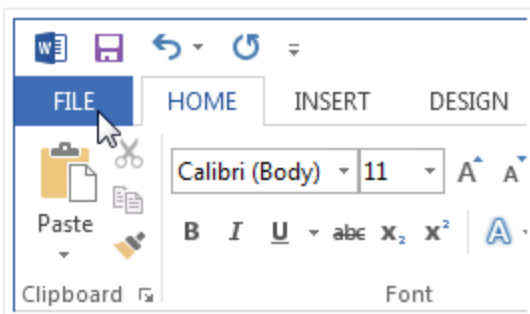 W
FILE HOME INSERT DESIGN
Calibri (Body) 11 A A
Paste
B I U abc X₂ X² A
Clipboard Font